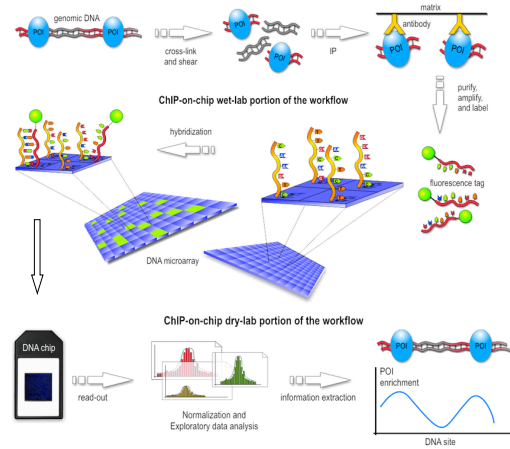 genomic DNA
POI
POI
cross-link
and shear
POI
POI
IP
matrix
antibody
POI
POI
purify,
amplify,
and label
ChIP-on-chip wet-lab portion of the workflow
hybridization
fluorescence tag
DNA microarray
ChIP-on-chip dry-lab portion of the workflow
DNA chip
read-out
Normalization and
Exploratory data analysis
information extraction
POI
POI
POI
enrichment
DNA site